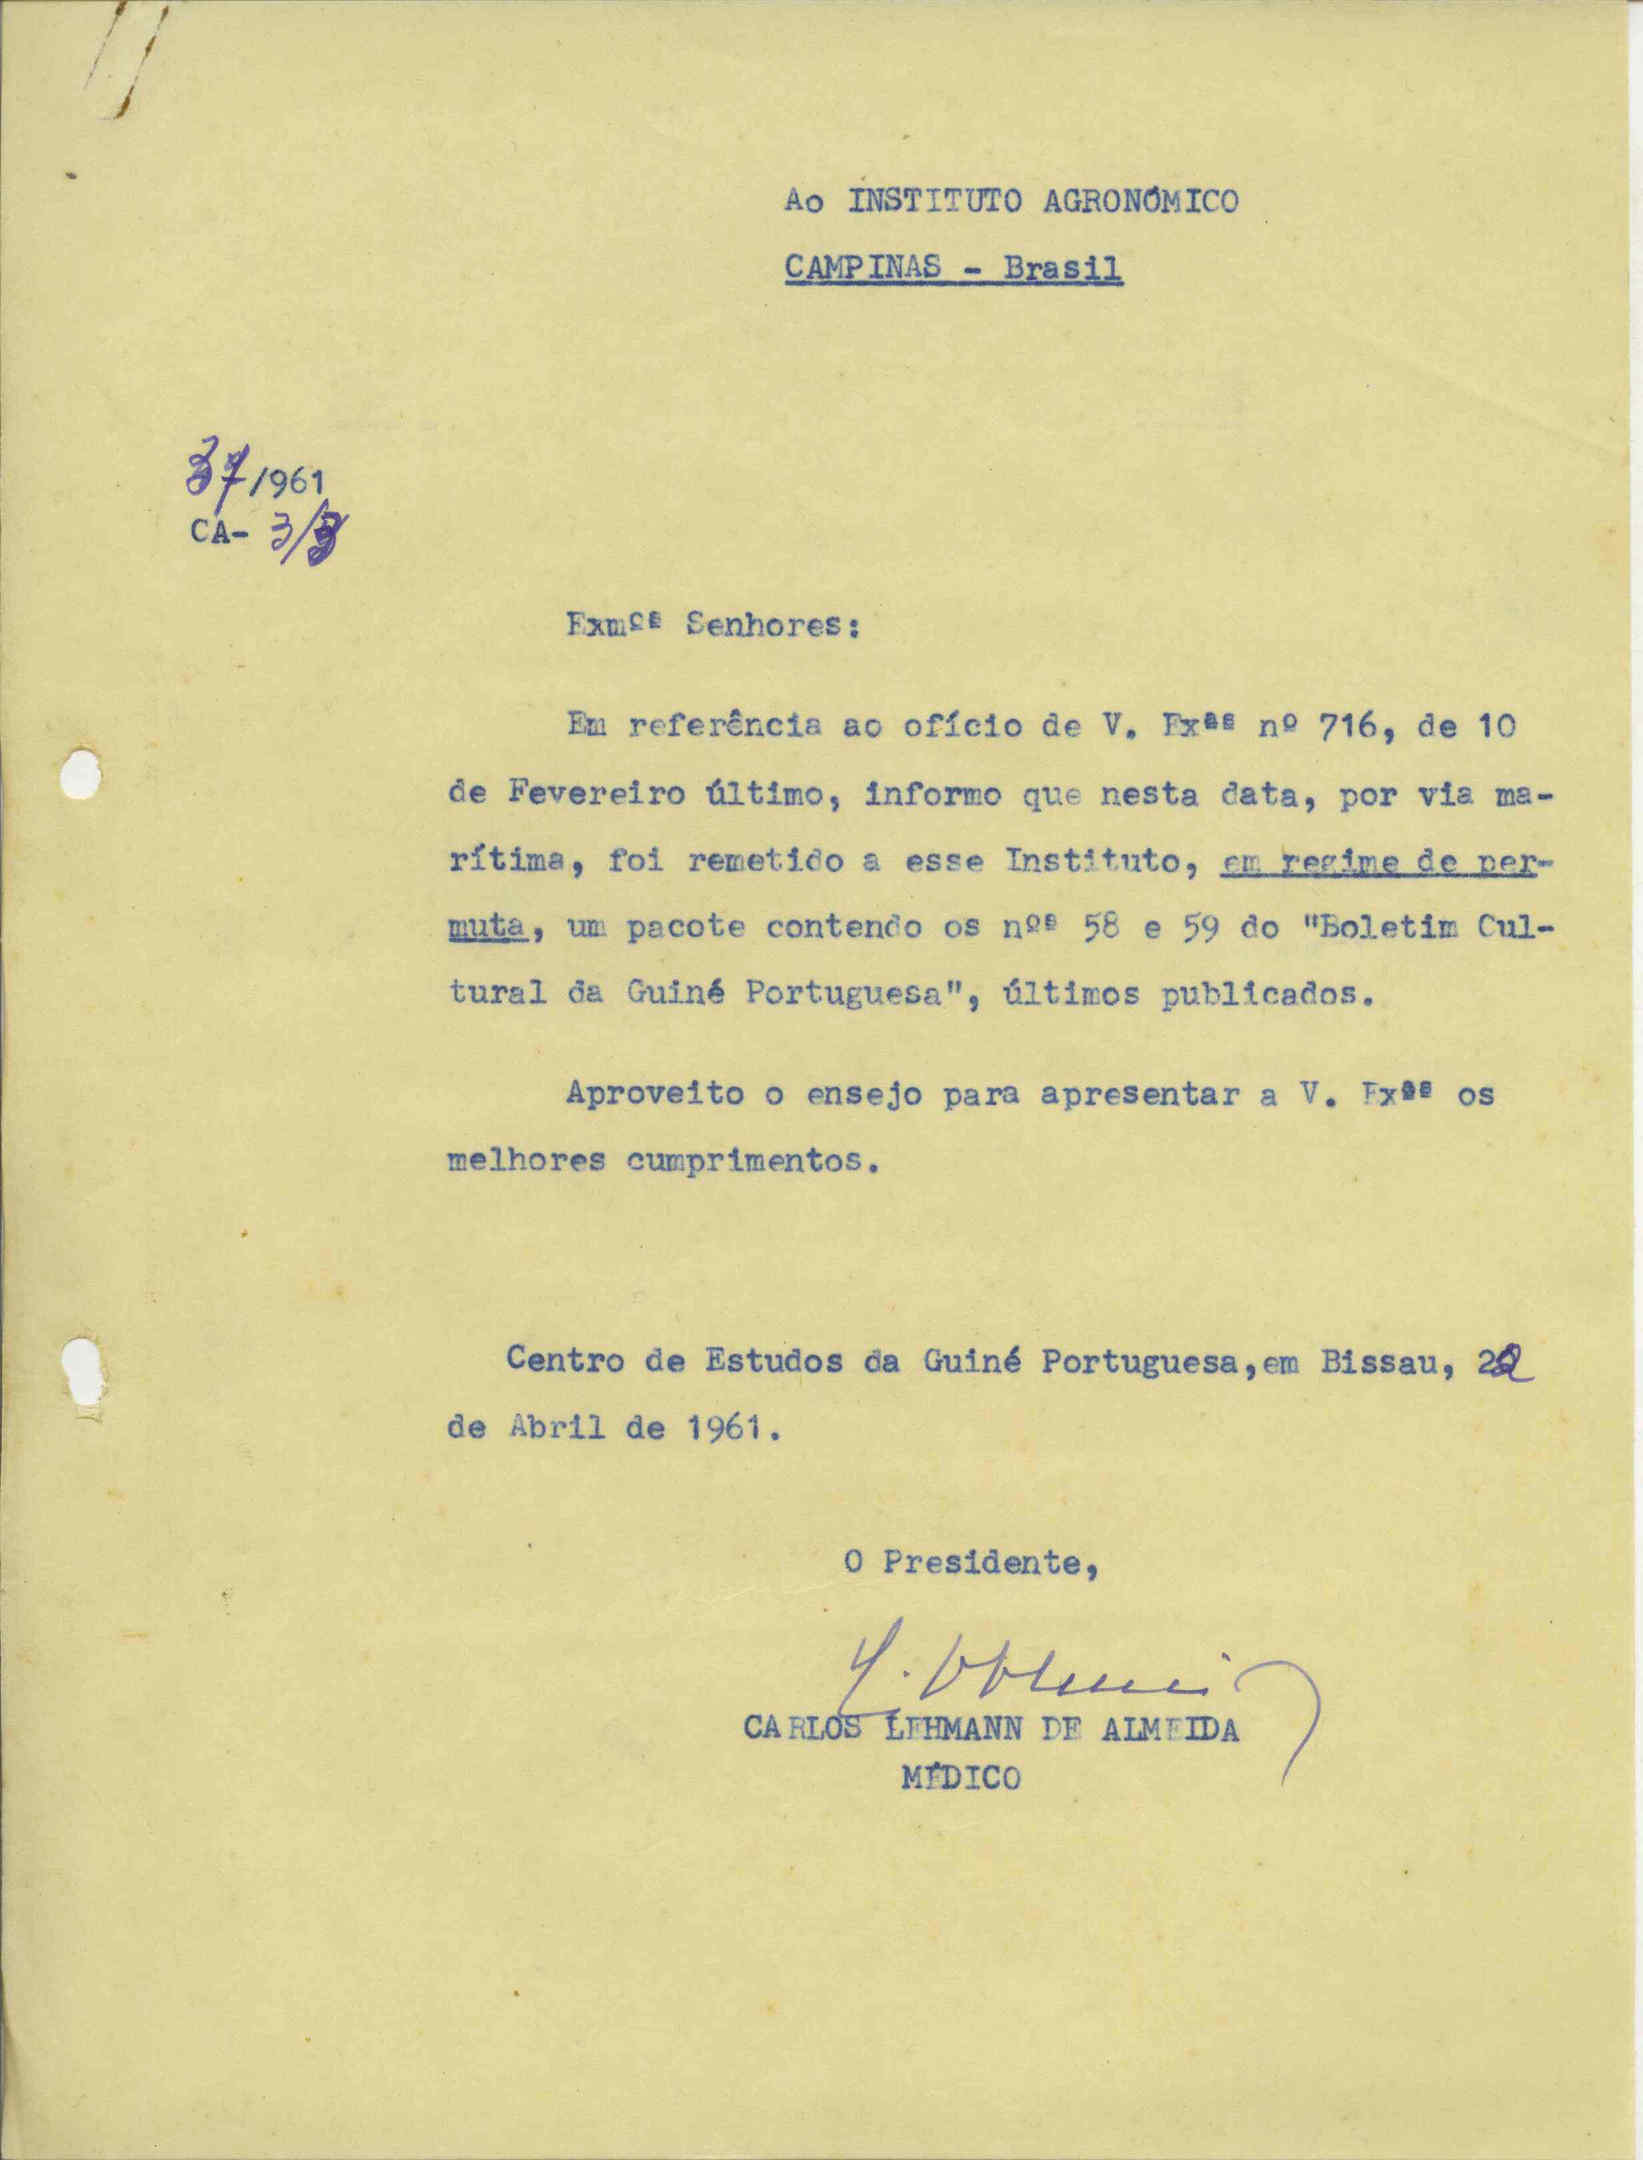 Ao INSTITUTO AGRONÓMICO
CAMPINAS - Brasil
37/961
CA- 3/3
Exmºs Senhores:
Em referência ao ofício de V. Exªs nº 716, de 10
de Fevereiro último, informo que nesta data, por via ma-
rítima, foi remetido a esse Instituto, em regime de per-
muta, um pacote contendo os nºs 58 e 59 do "Boletim Cul-
tural da Guiné Portuguesa", últimos publicados.
Aproveito o ensejo para apresentar a V. Exªs os
melhores cumprimentos.
Centro de Estudos da Guiné Portuguesa,em Bissau, 22
de Abril de 1961.
O Presidente,
CARLOS LEHMANN DE ALMEIDA
MÉDICO